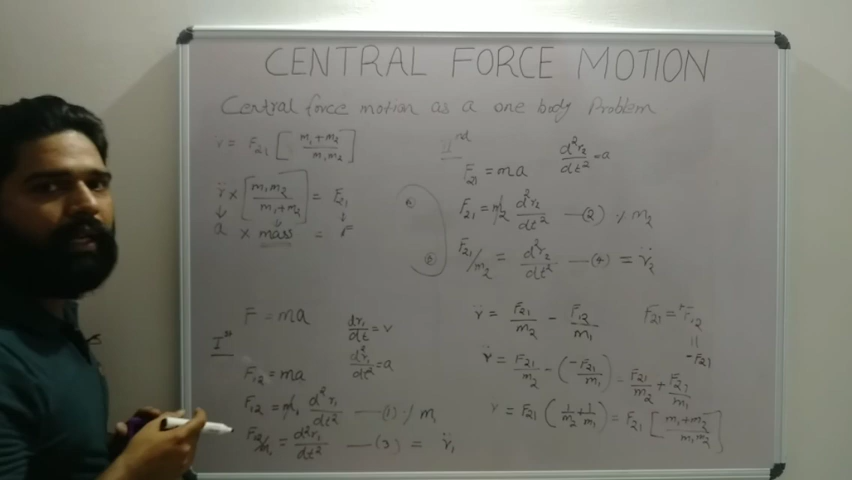 CENTRAL FORCE MOTION
Central force motion as a one body Problem
r̈ = F₂₁ [ m₁+m₂ / m₁m₂ ]
r̈ × [ m₁m₂ / m₁+m₂ ] = F₂₁
↓ ↓ ↓
a × mass = F
IInd
F₂₁ = ma d²r₂/dt² = a
F₂₁ = m₂ d²r₂/dt² —(2) ⁒ m₂
F₂₁/m₂ = d²r₂/dt² —(4) = r̈₂
Ist
F = ma dr₁/dt = v
F₁₂ = ma d²r₁/dt² = a
F₁₂ = m₁ d²r₁/dt² —(1) ⁒ m₁
F₁₂/m₁ = d²r₁/dt² —(3) = r̈₁
r̈ = F₂₁/m₂ - F₁₂/m₁ F₂₁ = -F₁₂
||
-F₂₁
r̈ = F₂₁/m₂ - (-F₂₁/m₁) = F₂₁/m₂ + F₂₁/m₁
r̈ = F₂₁ ( 1/m₂ + 1/m₁ ) = F₂₁ [ m₁+m₂ / m₁m₂ ]